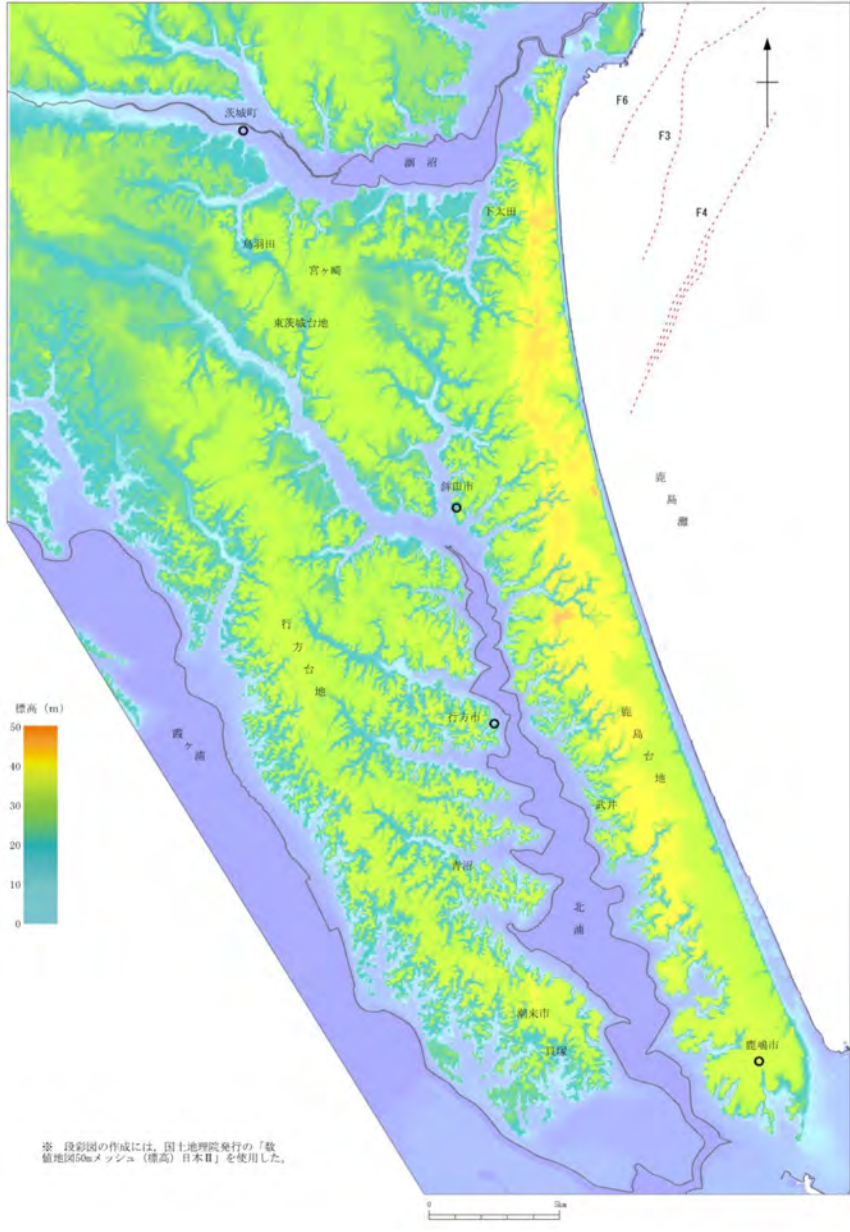 F6
F3
F4
茨城町
涸沼
下太田
鳥羽田
宮ヶ崎
東茨城台地
鹿島灘
鉾田市
行方台地
標高（m）
50
40
30
20
10
0
霞ヶ浦
行方市
鹿島台地
武井
青沼
北浦
潮来市
貝塚
鹿嶋市
※　段彩図の作成には，国土地理院発行の「数
値地図50mメッシュ（標高）日本Ⅱ」を使用した。
0
5km